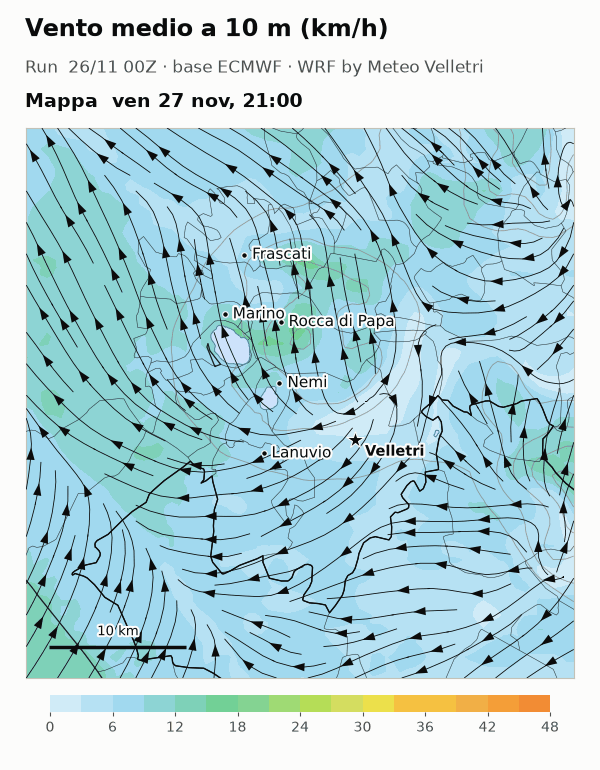 Vento medio a 10 m (km/h)
Run  26/11 00Z · base ECMWF · WRF by Meteo Velletri
Mappa  ven 27 nov, 21:00
Frascati
Marino
Rocca di Papa
Nemi
Velletri
Lanuvio
10 km
0 6 12 18 24 30 36 42 48